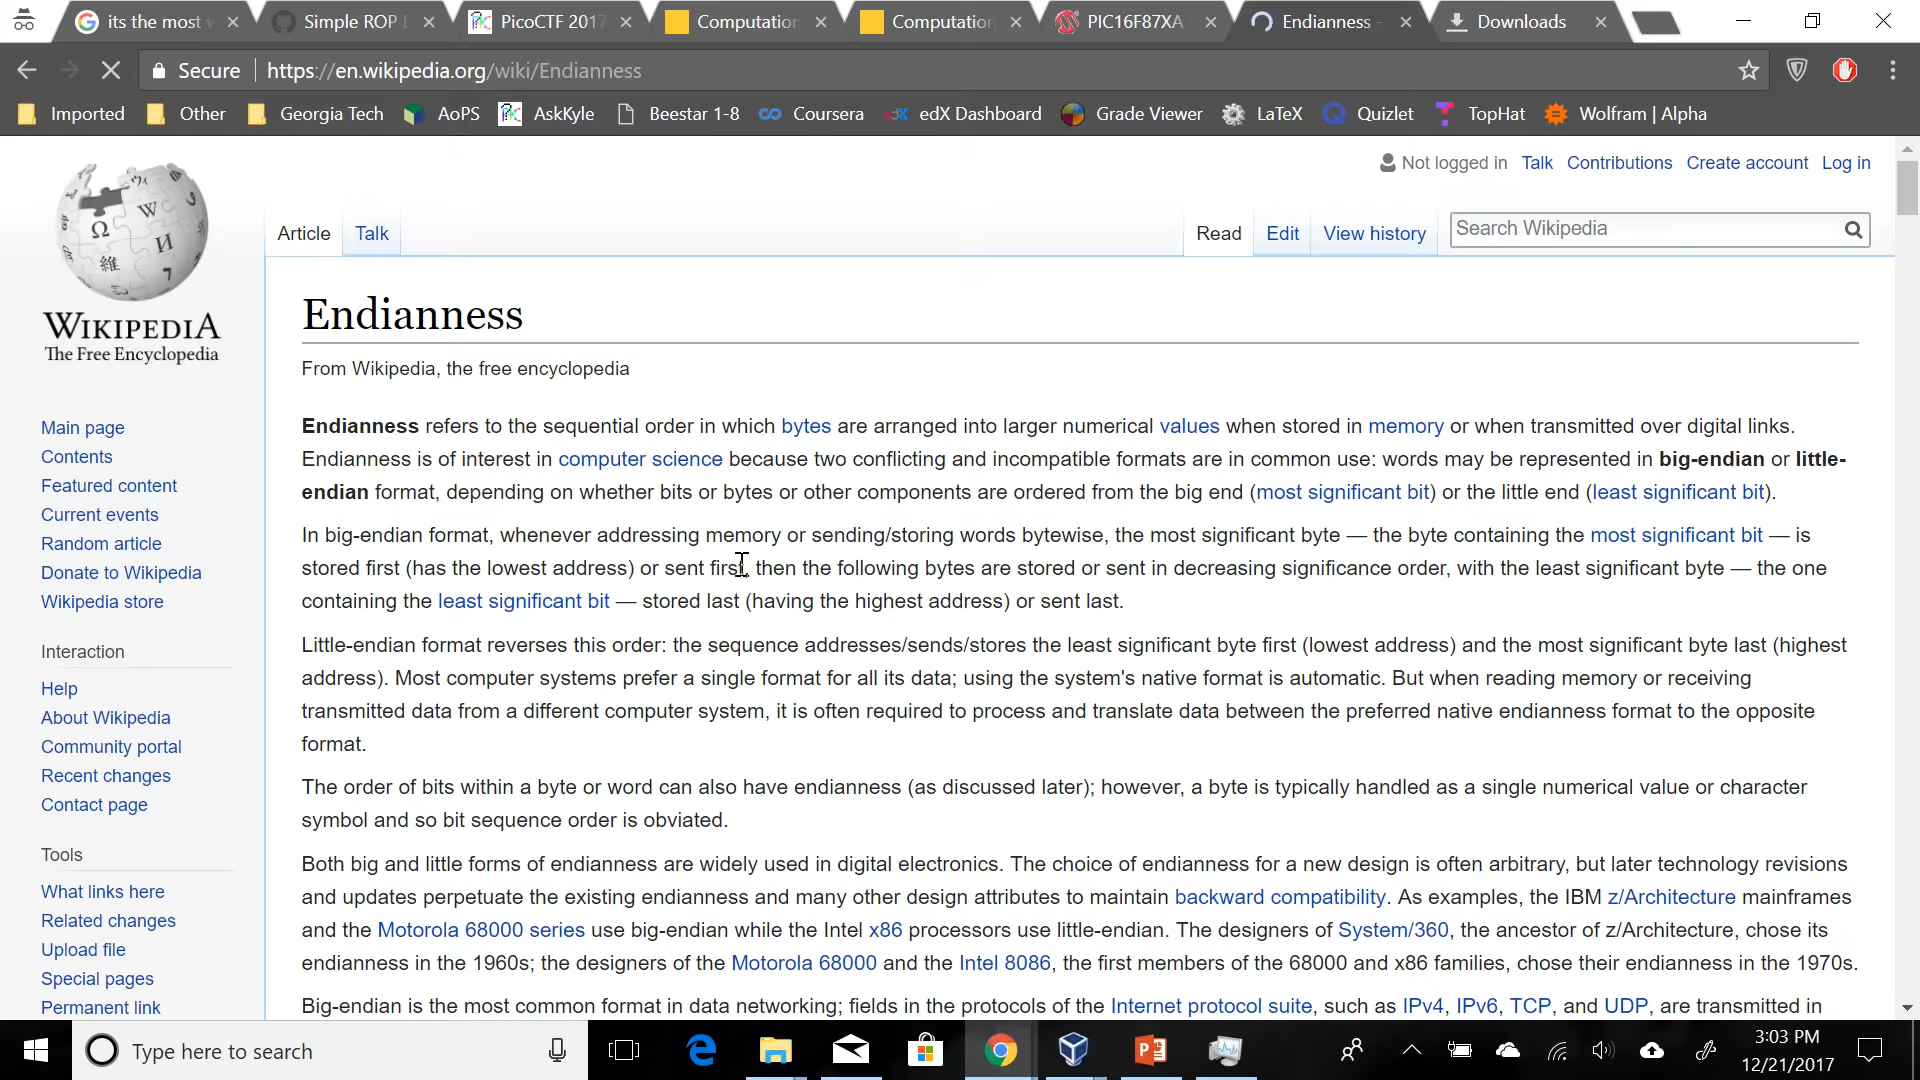 its the most
Simple ROP
PicoCTF 2017
Computation
Computation
PIC16F87XA
Endianness -
Downloads
Secure
https://en.wikipedia.org/wiki/Endianness
Imported
Other
Georgia Tech
AoPS
AskKyle
Beestar 1-8
Coursera
edX Dashboard
Grade Viewer
LaTeX
Quizlet
TopHat
Wolfram | Alpha
Not logged in Talk Contributions Create account Log in
Article Talk
Read Edit View history
Search Wikipedia
WIKIPEDIA
The Free Encyclopedia
Main page
Contents
Featured content
Current events
Random article
Donate to Wikipedia
Wikipedia store
Interaction
Help
About Wikipedia
Community portal
Recent changes
Contact page
Tools
What links here
Related changes
Upload file
Special pages
Permanent link
Endianness
From Wikipedia, the free encyclopedia
Endianness refers to the sequential order in which bytes are arranged into larger numerical values when stored in memory or when transmitted over digital links.
Endianness is of interest in computer science because two conflicting and incompatible formats are in common use: words may be represented in big-endian or little-
endian format, depending on whether bits or bytes or other components are ordered from the big end (most significant bit) or the little end (least significant bit).
In big-endian format, whenever addressing memory or sending/storing words bytewise, the most significant byte — the byte containing the most significant bit — is
stored first (has the lowest address) or sent first, then the following bytes are stored or sent in decreasing significance order, with the least significant byte — the one
containing the least significant bit — stored last (having the highest address) or sent last.
Little-endian format reverses this order: the sequence addresses/sends/stores the least significant byte first (lowest address) and the most significant byte last (highest
address). Most computer systems prefer a single format for all its data; using the system's native format is automatic. But when reading memory or receiving
transmitted data from a different computer system, it is often required to process and translate data between the preferred native endianness format to the opposite
format.
The order of bits within a byte or word can also have endianness (as discussed later); however, a byte is typically handled as a single numerical value or character
symbol and so bit sequence order is obviated.
Both big and little forms of endianness are widely used in digital electronics. The choice of endianness for a new design is often arbitrary, but later technology revisions
and updates perpetuate the existing endianness and many other design attributes to maintain backward compatibility. As examples, the IBM z/Architecture mainframes
and the Motorola 68000 series use big-endian while the Intel x86 processors use little-endian. The designers of System/360, the ancestor of z/Architecture, chose its
endianness in the 1960s; the designers of the Motorola 68000 and the Intel 8086, the first members of the 68000 and x86 families, chose their endianness in the 1970s.
Big-endian is the most common format in data networking; fields in the protocols of the Internet protocol suite, such as IPv4, IPv6, TCP, and UDP, are transmitted in
Type here to search
3:03 PM
12/21/2017